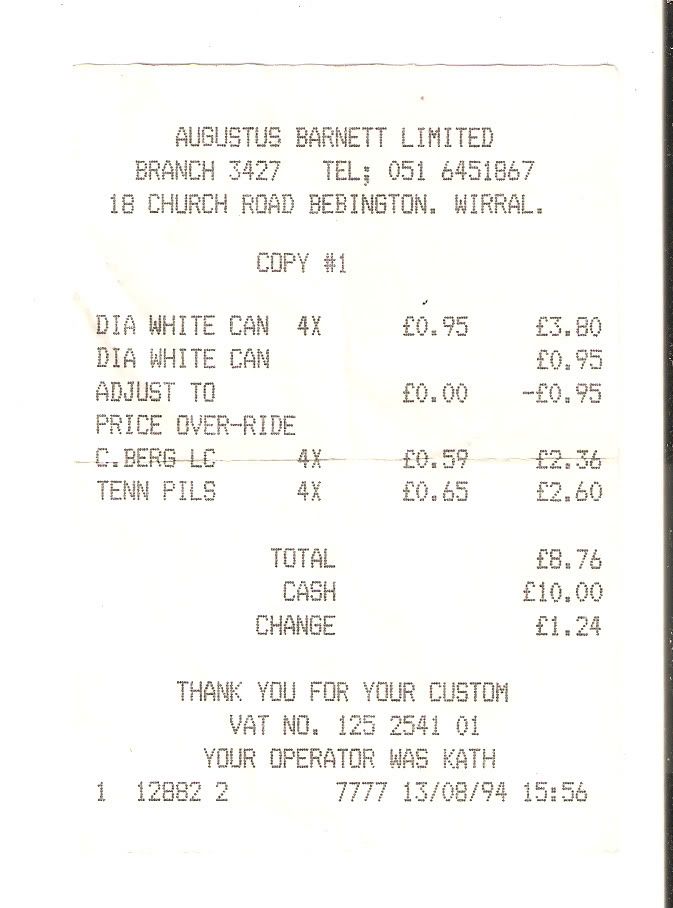 AUGUSTUS BARNETT LIMITED
BRANCH 3427 TEL; 051 6451867
18 CHURCH ROAD BEBINGTON. WIRRAL.
COPY #1
DIA WHITE CAN 4X £0.95 £3.80
DIA WHITE CAN £0.95
ADJUST TO £0.00 -£0.95
PRICE OVER-RIDE
C.BERG LC 4X £0.59 £2.36
TENN PILS 4X £0.65 £2.60
TOTAL £8.76
CASH £10.00
CHANGE £1.24
THANK YOU FOR YOUR CUSTOM
VAT NO. 125 2541 01
YOUR OPERATOR WAS KATH
1 12882 2 7777 13/08/94 15:56